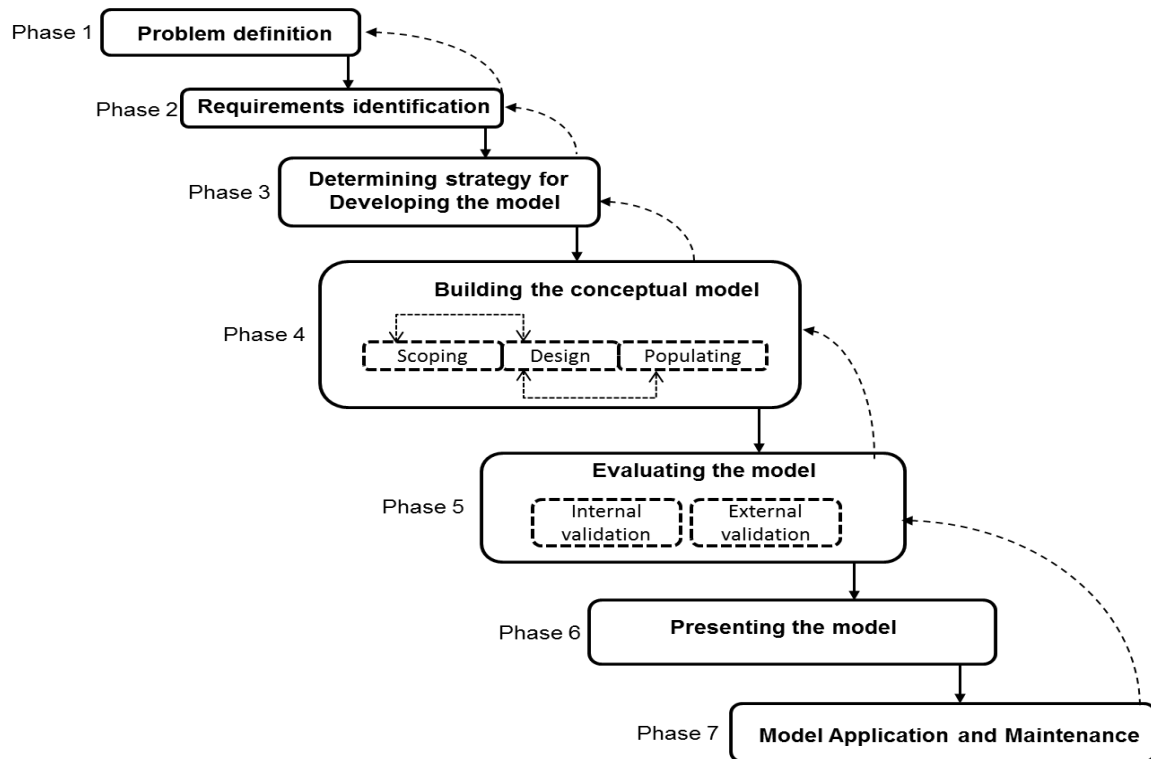 Phase 1
Problem definition
Phase 2
Requirements identification
Phase 3
Determining strategy for
Developing the model
Phase 4
Building the conceptual model
Scoping
Design
Populating
Phase 5
Evaluating the model
Internal
validation
External
validation
Phase 6
Presenting the model
Phase 7
Model Application and Maintenance